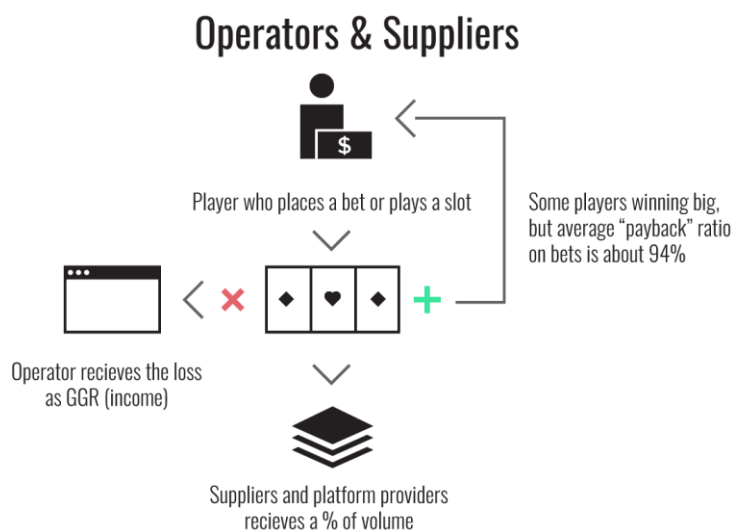 Operators & Suppliers
$
Player who places a bet or plays a slot
Some players winning big,
but average “payback” ratio
on bets is about 94%
Operator recieves the loss
as GGR (income)
Suppliers and platform providers
recieves a % of volume